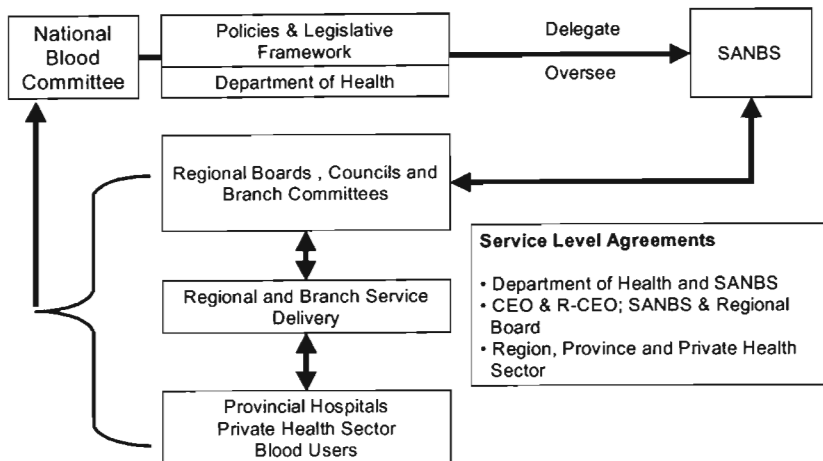 National
Blood
Committee
Policies & Legislative
Framework
Department of Health
Delegate
Oversee
SANBS
Regional Boards , Councils and
Branch Committees
Regional and Branch Service
Delivery
Provincial Hospitals
Private Health Sector
Blood Users
Service Level Agreements
• Department of Health and SANBS
• CEO & R-CEO; SANBS & Regional
Board
• Region, Province and Private Health
Sector